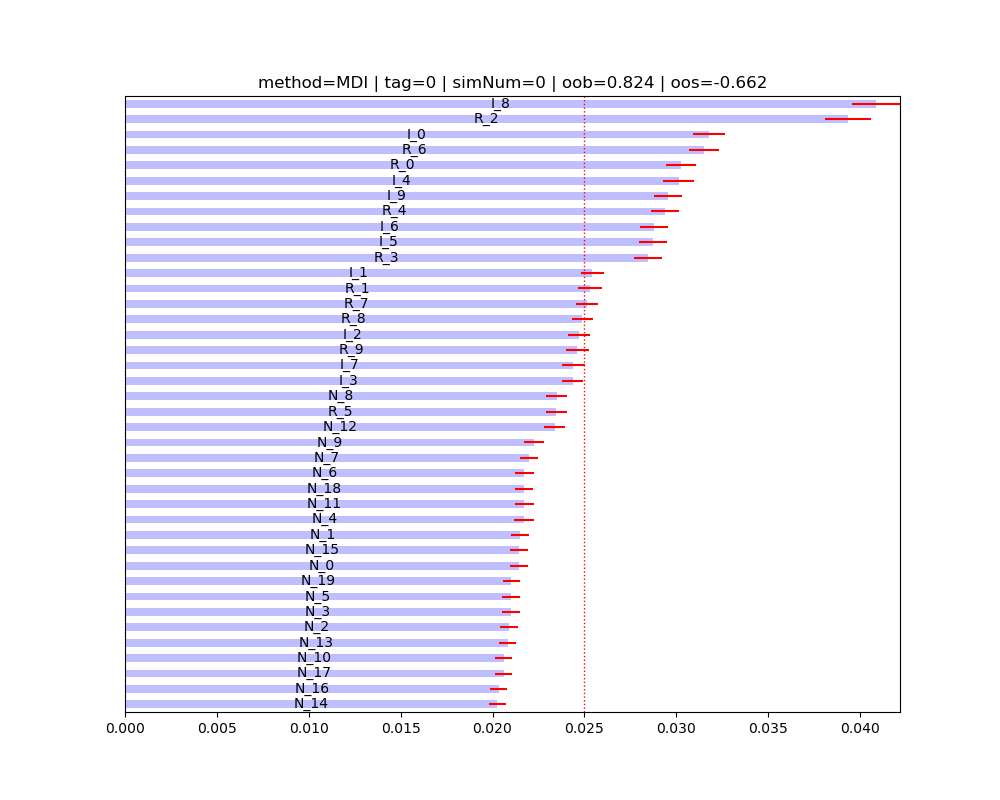 method=MDI | tag=0 | simNum=0 | oob=0.824 | oos=-0.662
I_8
R_2
I_0
R_6
R_0
I_4
I_9
R_4
I_6
I_5
R_3
I_1
R_1
R_7
R_8
I_2
R_9
I_7
I_3
N_8
R_5
N_12
N_9
N_7
N_6
N_18
N_11
N_4
N_1
N_15
N_0
N_19
N_5
N_3
N_2
N_13
N_10
N_17
N_16
N_14
0.000 0.005 0.010 0.015 0.020 0.025 0.030 0.035 0.040